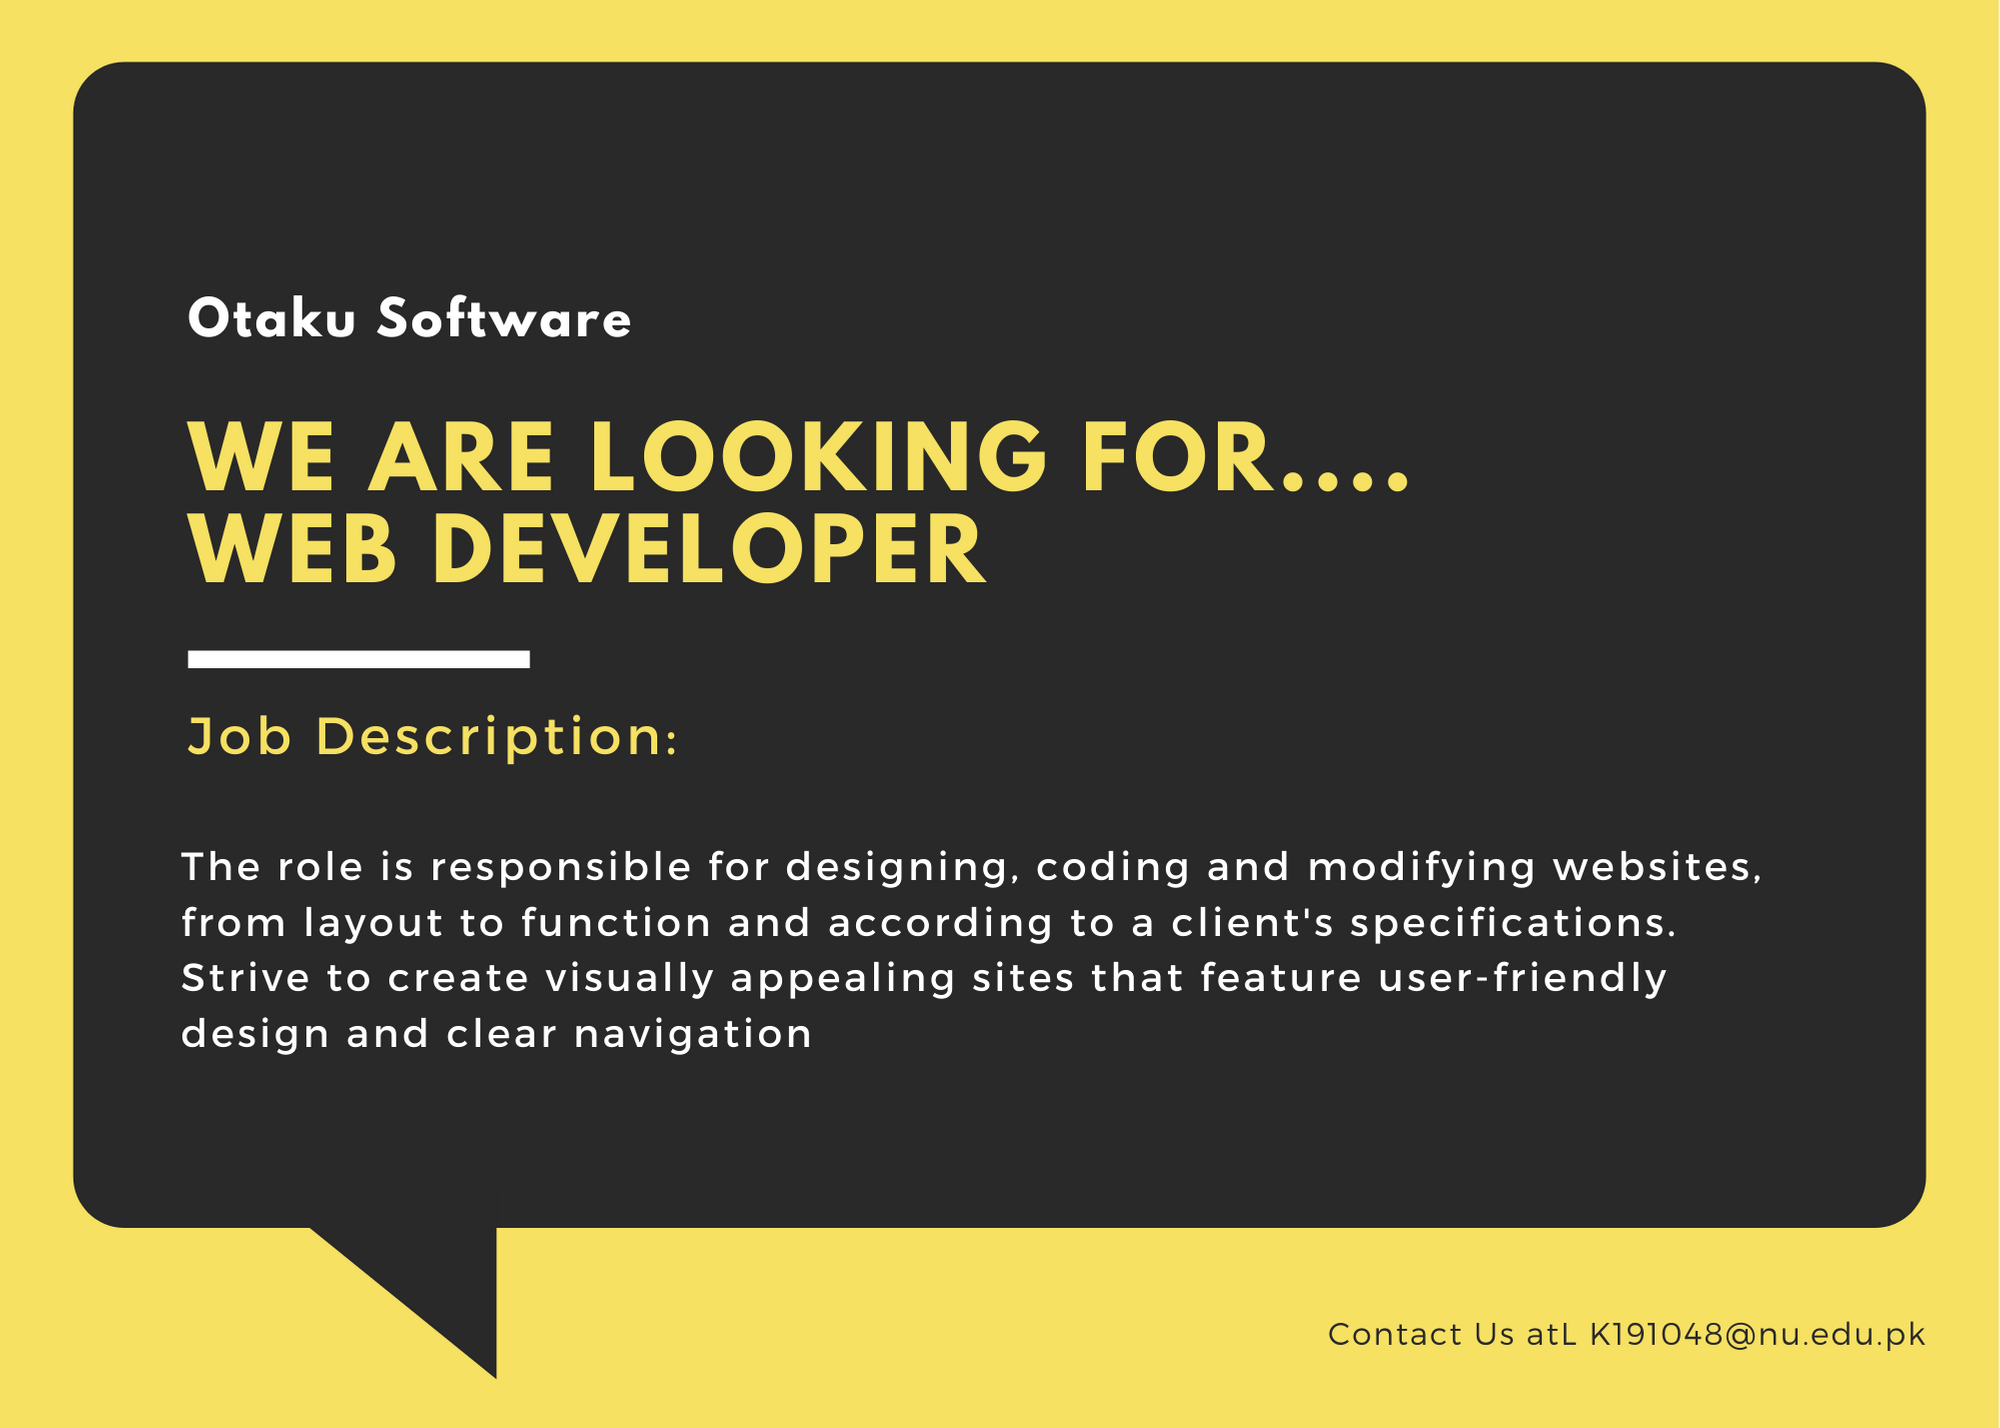 Otaku Software
WE ARE LOOKING FOR....
WEB DEVELOPER
Job Description:
The role is responsible for designing, coding and modifying websites,
from layout to function and according to a client's specifications.
Strive to create visually appealing sites that feature user-friendly
design and clear navigation
Contact Us atL K191048@nu.edu.pk